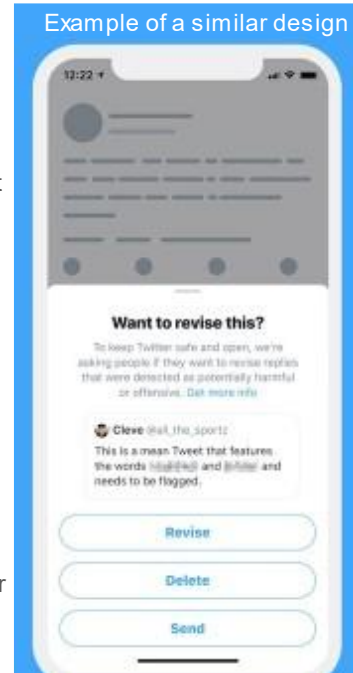 Example of a similar design
t
12:22
Want to revise this?
To keep Twitter safe and open, we're
asking people if they want to revise replies
that were detected as potentially harmful
or offensive. Get more info
Cleve @all_the_sportz
This is a mean Tweet that features
the words and and
needs to be flagged.
Revise
Delete
r
Send